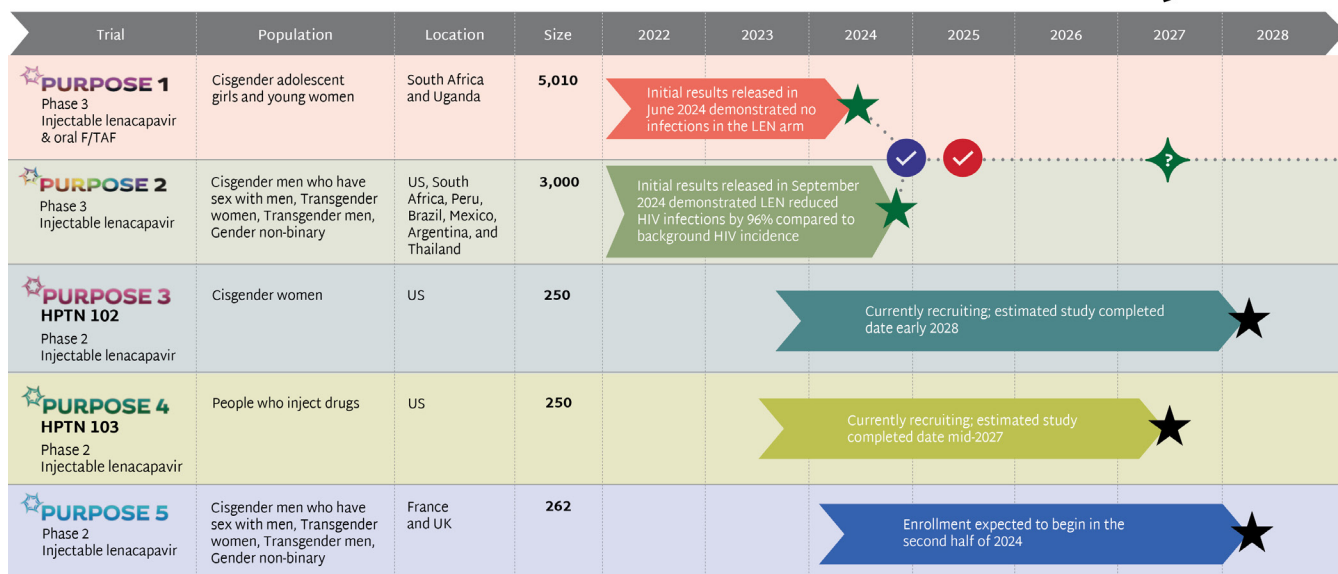 Trial
Population
Location
Size
2022
2023
2024
2025
2026
2027
2028
PURPOSE 1
Phase 3
Injectable lenacapavir
& oral F/TAF
Cisgender adolescent
girls and young women
South Africa
and Uganda
5,010
Initial results released in
June 2024 demonstrated no
infections in the LEN arm
?
PURPOSE 2
Phase 3
Injectable lenacapavir
Cisgender men who have
sex with men, Transgender
women, Transgender men,
Gender non-binary
US, South
Africa, Peru,
Brazil, Mexico,
Argentina, and
Thailand
3,000
Initial results released in September
2024 demonstrated LEN reduced
HIV infections by 96% compared to
background HIV incidence
PURPOSE 3
HPTN 102
Phase 2
Injectable lenacapavir
Cisgender women
US
250
Currently recruiting; estimated study completed
date early 2028
PURPOSE 4
HPTN 103
Phase 2
Injectable lenacapavir
People who inject drugs
US
250
Currently recruiting; estimated study
completed date mid-2027
PURPOSE 5
Phase 2
Injectable lenacapavir
Cisgender men who have
sex with men, Transgender
women, Transgender men,
Gender non-binary
France
and UK
262
Enrollment expected to begin in the
second half of 2024